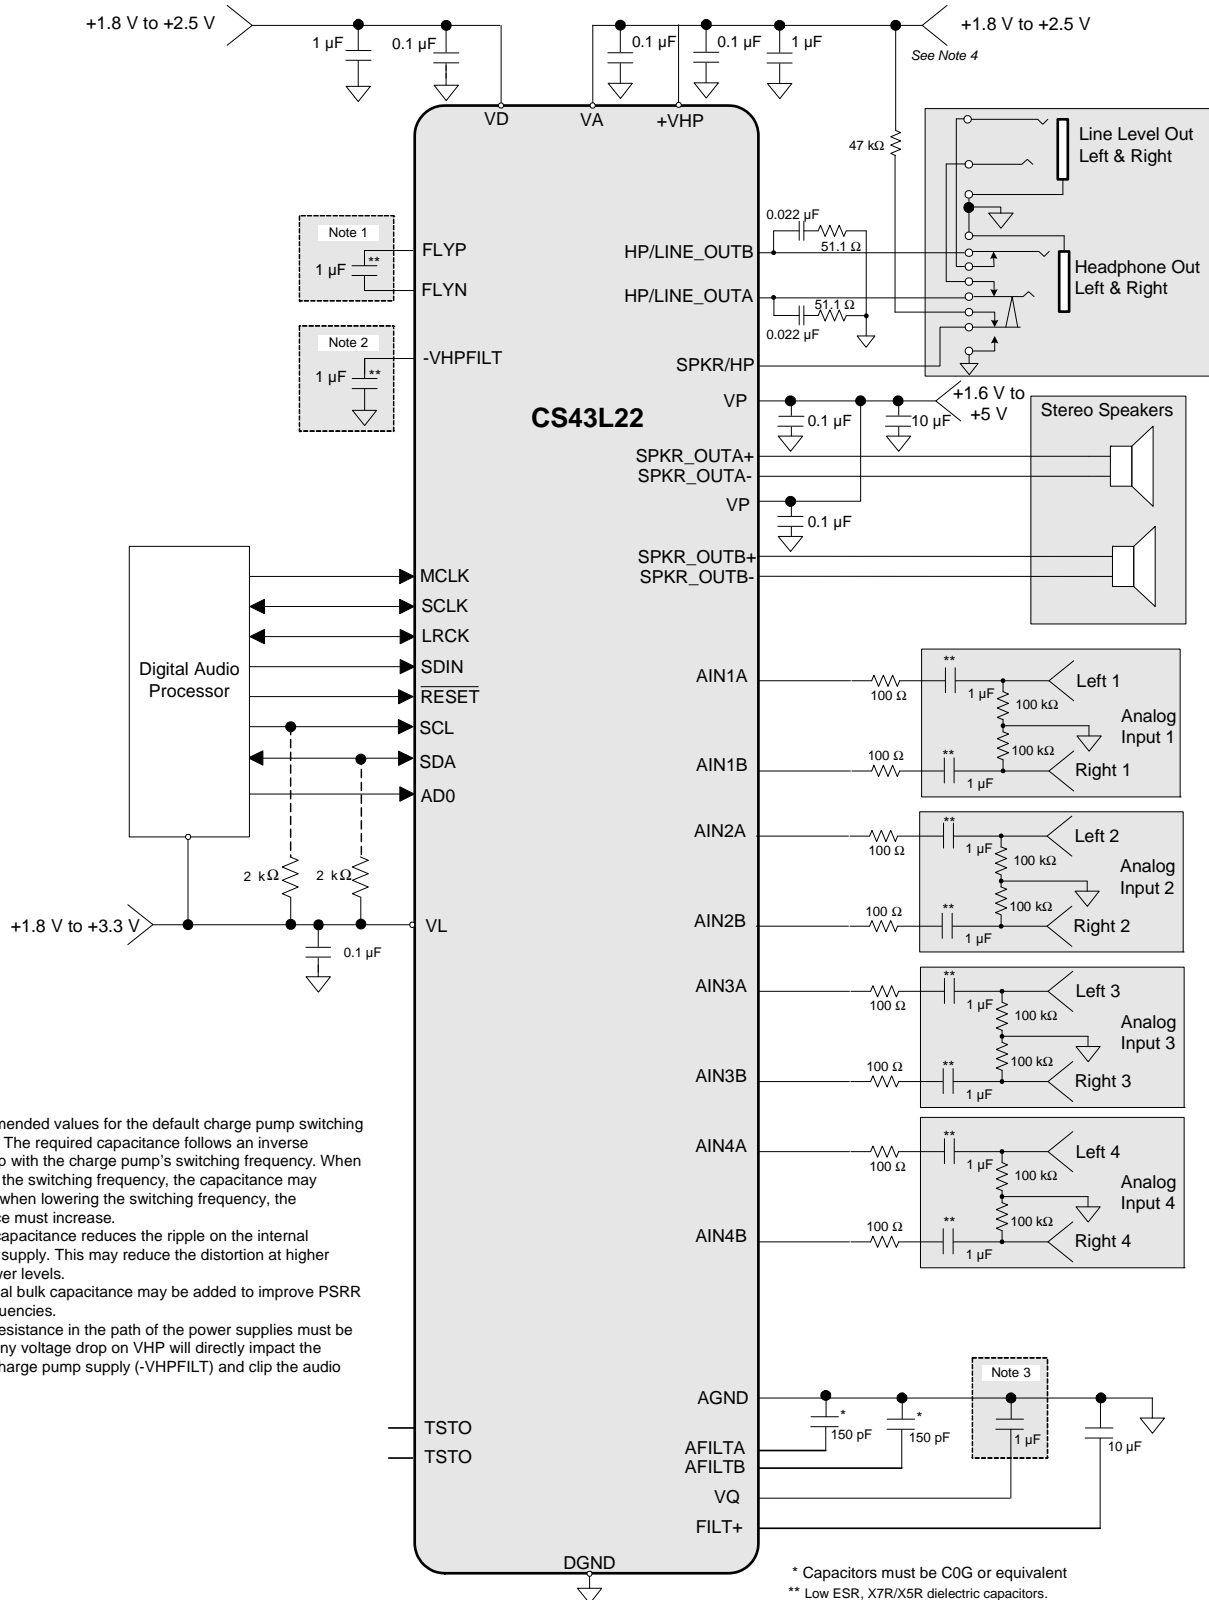 +1.8 V to +2.5 V
1 µF
0.1 µF
0.1 µF
0.1 µF
1 µF
+1.8 V to +2.5 V
See Note 4
VD
VA
+VHP
47 kΩ
Line Level Out
Left & Right
Note 1
1 µF
**
FLYP
FLYN
0.022 µF
51.1 Ω
HP/LINE_OUTB
HP/LINE_OUTA
51.1 Ω
0.022 µF
Headphone Out
Left & Right
Note 2
1 µF
**
-VHPFILT
SPKR/HP
CS43L22
VP
0.1 µF
10 µF
+1.6 V to
+5 V
Stereo Speakers
SPKR_OUTA+
SPKR_OUTA-
VP
0.1 µF
SPKR_OUTB+
SPKR_OUTB-
Digital Audio
Processor
MCLK
SCLK
LRCK
SDIN
RESET
SCL
SDA
AD0
2 kΩ
2 kΩ
+1.8 V to +3.3 V
VL
0.1 µF
AIN1A
100 Ω
**
1 µF
100 kΩ
Left 1
Analog
Input 1
AIN1B
100 Ω
**
1 µF
100 kΩ
Right 1
AIN2A
100 Ω
**
1 µF
100 kΩ
Left 2
Analog
Input 2
AIN2B
100 Ω
**
1 µF
100 kΩ
Right 2
AIN3A
100 Ω
**
1 µF
100 kΩ
Left 3
Analog
Input 3
AIN3B
100 Ω
**
1 µF
100 kΩ
Right 3
AIN4A
100 Ω
**
1 µF
100 kΩ
Left 4
Analog
Input 4
AIN4B
100 Ω
**
1 µF
100 kΩ
Right 4
mended values for the default charge pump switching
The required capacitance follows an inverse
p with the charge pump's switching frequency. When
the switching frequency, the capacitance may
when lowering the switching frequency, the
ce must increase.
capacitance reduces the ripple on the internal
supply. This may reduce the distortion at higher
wer levels.
al bulk capacitance may be added to improve PSRR
uencies.
esistance in the path of the power supplies must be
ny voltage drop on VHP will directly impact the
harge pump supply (-VHPFILT) and clip the audio
TSTO
TSTO
AGND
AFILTA
AFILTB
VQ
FILT+
*
150 pF
*
150 pF
Note 3
1 µF
10 µF
DGND
* Capacitors must be C0G or equivalent
** Low ESR, X7R/X5R dielectric capacitors.